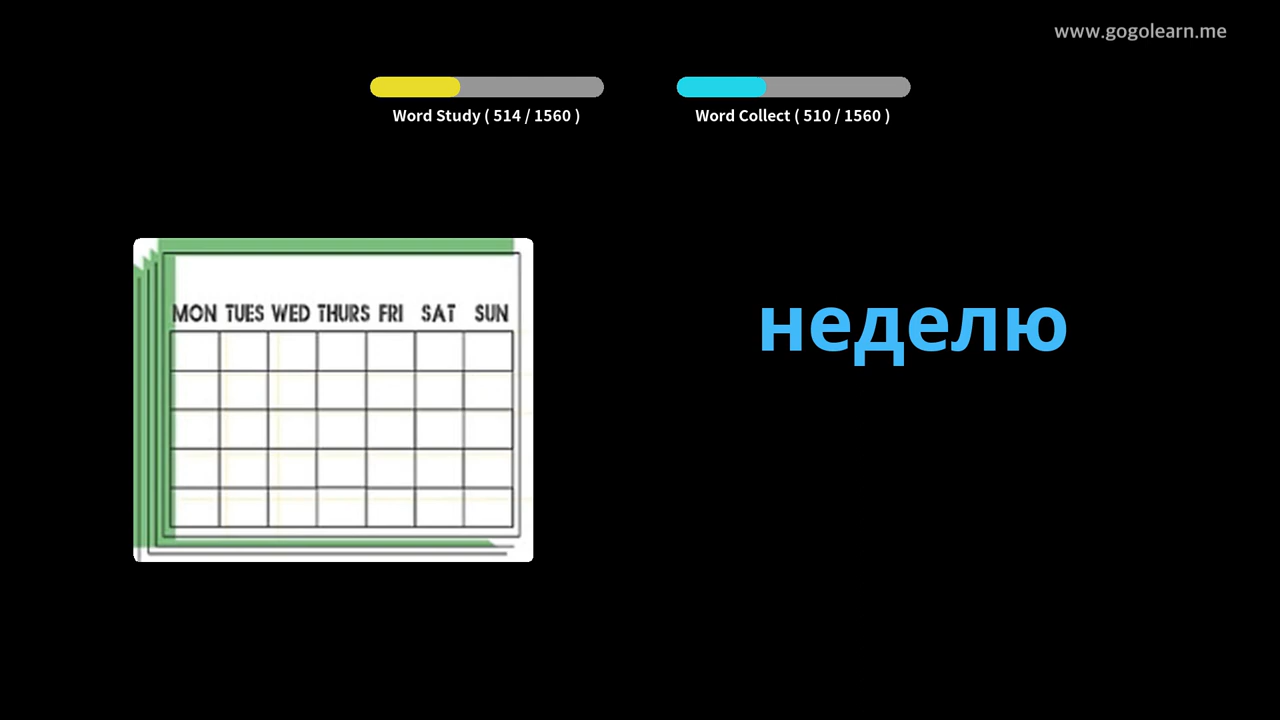 www.gogolearn.me
Word Study ( 514 / 1560 )
Word Collect ( 510 / 1560 )
MON TUES WED THURS FRI SAT SUN
неделю